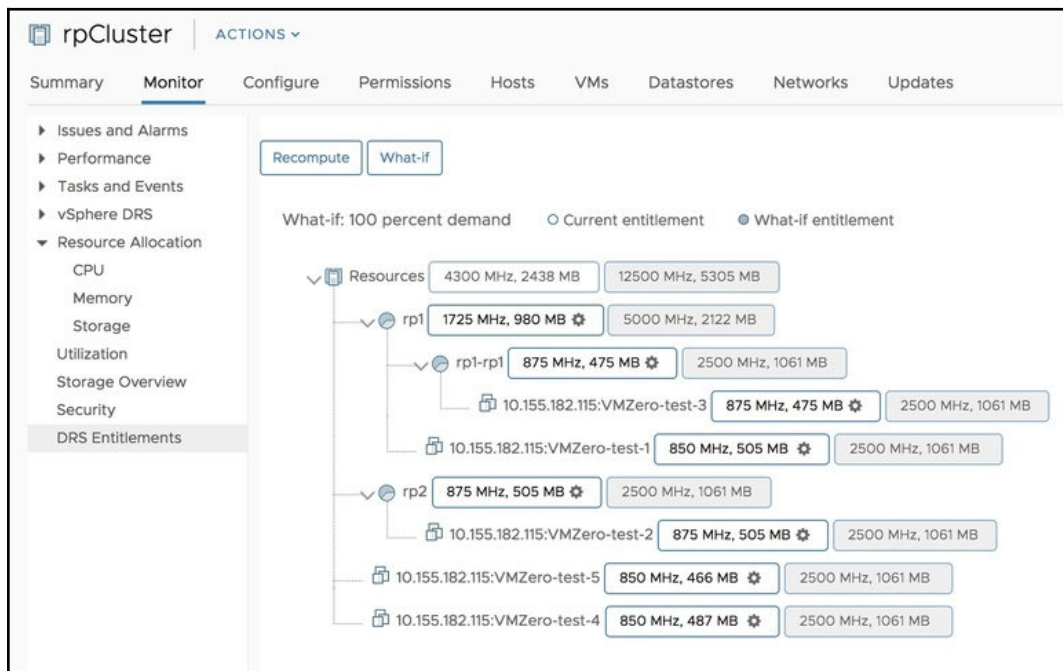 rpCluster ACTIONS
Summary Monitor Configure Permissions Hosts VMs Datastores Networks Updates
Issues and Alarms
Performance
Tasks and Events
vSphere DRS
Resource Allocation
CPU
Memory
Storage
Utilization
Storage Overview
Security
DRS Entitlements
Recompute What-if
What-if: 100 percent demand Current entitlement What-if entitlement
Resources 4300 MHz, 2438 MB 12500 MHz, 5305 MB
rp1 1725 MHz, 980 MB 5000 MHz, 2122 MB
rp1-rp1 875 MHz, 475 MB 2500 MHz, 1061 MB
10.155.182.115:VMZero-test-3 875 MHz, 475 MB 2500 MHz, 1061 MB
10.155.182.115:VMZero-test-1 850 MHz, 505 MB 2500 MHz, 1061 MB
rp2 875 MHz, 505 MB 2500 MHz, 1061 MB
10.155.182.115:VMZero-test-2 875 MHz, 505 MB 2500 MHz, 1061 MB
10.155.182.115:VMZero-test-5 850 MHz, 466 MB 2500 MHz, 1061 MB
10.155.182.115:VMZero-test-4 850 MHz, 487 MB 2500 MHz, 1061 MB